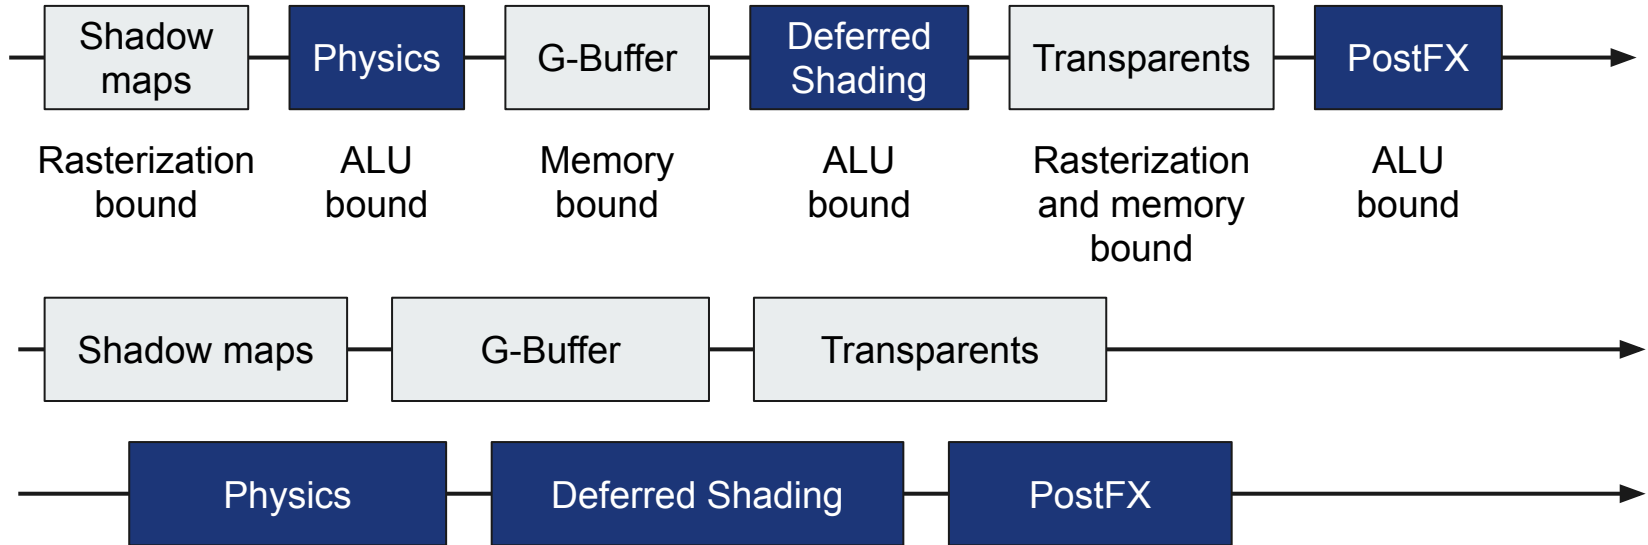 Shadow
maps
Physics
G-Buffer
Deferred
Shading
Transparents
PostFX
Rasterization
bound
ALU
bound
Memory
bound
ALU
bound
Rasterization
and memory
bound
ALU
bound
Shadow maps
G-Buffer
Transparents
Physics
Deferred Shading
PostFX